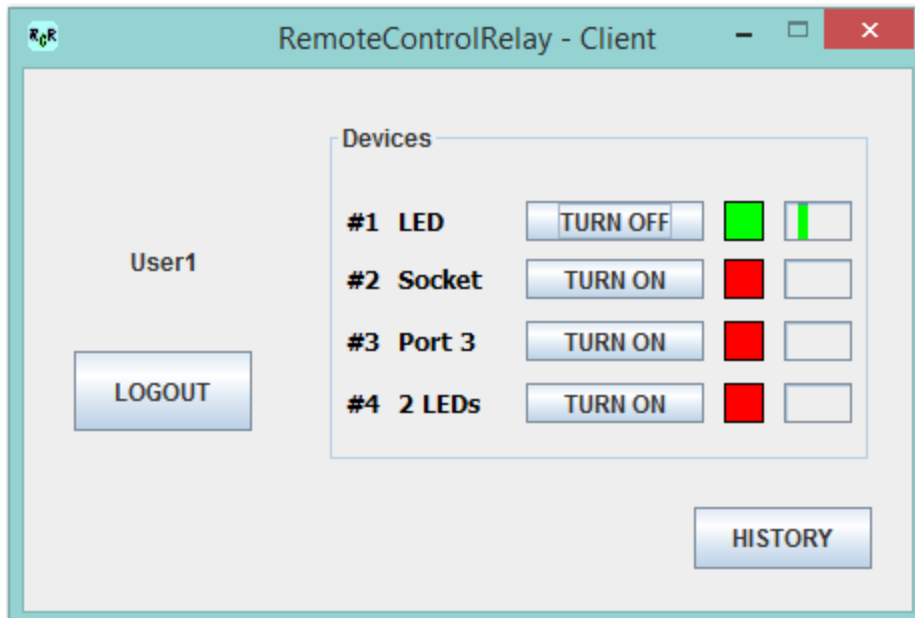 RCR RemoteControlRelay - Client
Devices
#1 LED TURN OFF
User1
#2 Socket TURN ON
#3 Port 3 TURN ON
LOGOUT
#4 2 LEDs TURN ON
HISTORY